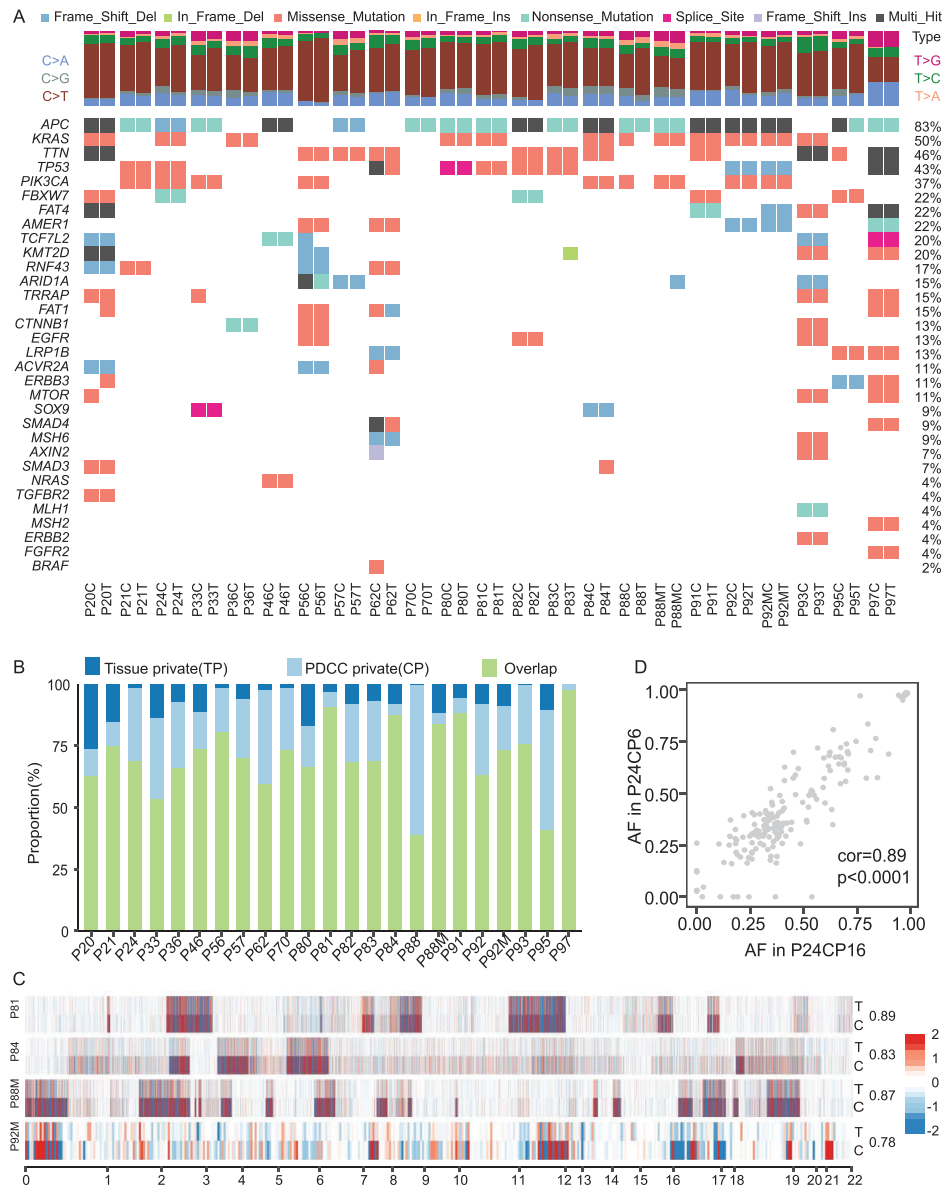 A
Frame_Shift_Del In_Frame_Del Missense_Mutation In_Frame_Ins Nonsense_Mutation Splice_Site Frame_Shift_Ins Multi_Hit
Type
C>A T>G
C>G T>C
C>T T>A
APC 83%
KRAS 50%
TTN 46%
TP53 43%
PIK3CA 37%
FBXW7 22%
FAT4 22%
AMER1 22%
TCF7L2 20%
KMT2D 20%
RNF43 17%
ARID1A 15%
TRRAP 15%
FAT1 15%
CTNNB1 13%
EGFR 13%
LRP1B 13%
ACVR2A 11%
ERBB3 11%
MTOR 11%
SOX9 9%
SMAD4 9%
MSH6 9%
AXIN2 7%
SMAD3 7%
NRAS 4%
TGFBR2 4%
MLH1 4%
MSH2 4%
ERBB2 4%
FGFR2 4%
BRAF 2%
P20C P20T P21C P21T P24C P24T P33C P33T P36C P36T P46C P46T P56C P56T P57C P57T P62C P62T P70C P70T P80C P80T P81C P81T P82C P82T P83C P83T P84C P84T P88C P88T P88MT P88MC P91C P91T P92C P92T P92MC P92MT P93C P93T P95C P95T P97C P97T
B
Tissue private(TP) PDCC private(CP) Overlap
Proportion(%)
100
75
50
25
0
P20 P21 P24 P33 P36 P46 P56 P57 P62 P70 P80 P81 P82 P83 P84 P88 P88M P91 P92 P92M P93 P95 P97
D
AF in P24CP6
1.00
0.75
0.50
0.25
0.00
cor=0.89
p<0.0001
0.00 0.25 0.50 0.75 1.00
AF in P24CP16
C
P81 T C 0.89
P84 T C 0.83
P88M T C 0.87
P92M T C 0.78
2
1
0
-1
-2
0 1 2 3 4 5 6 7 8 9 10 11 12 13 14 15 16 17 18 19 20 21 22